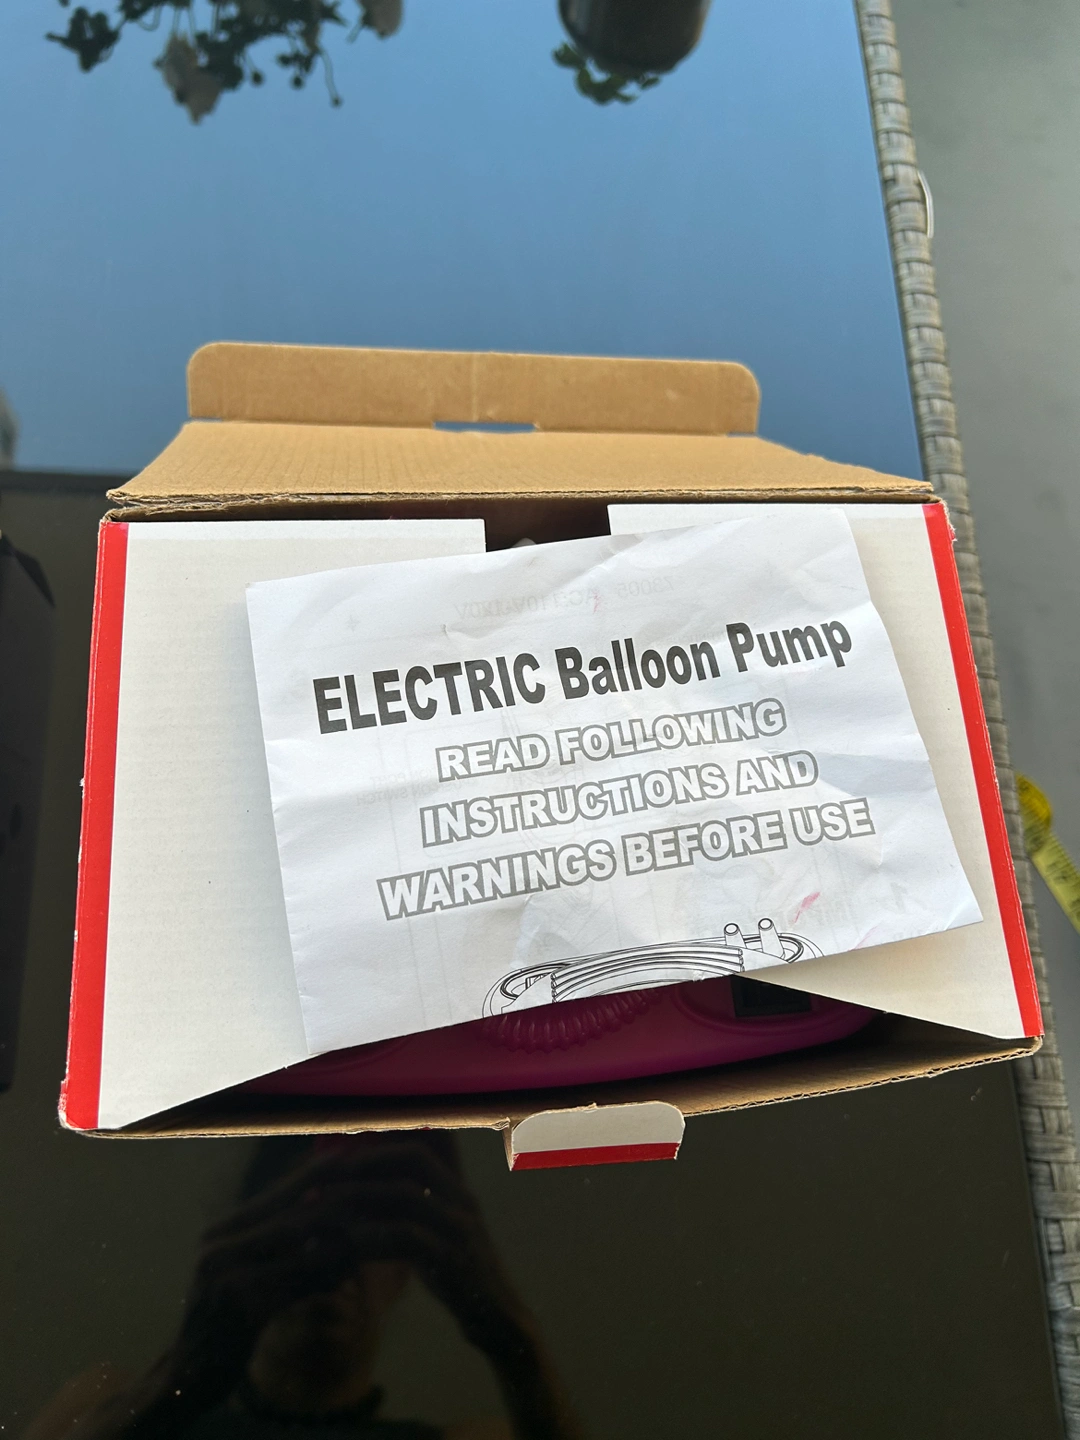 ELECTRIC Balloon Pump
READ FOLLOWING
INSTRUCTIONS AND
WARNINGS BEFORE USE